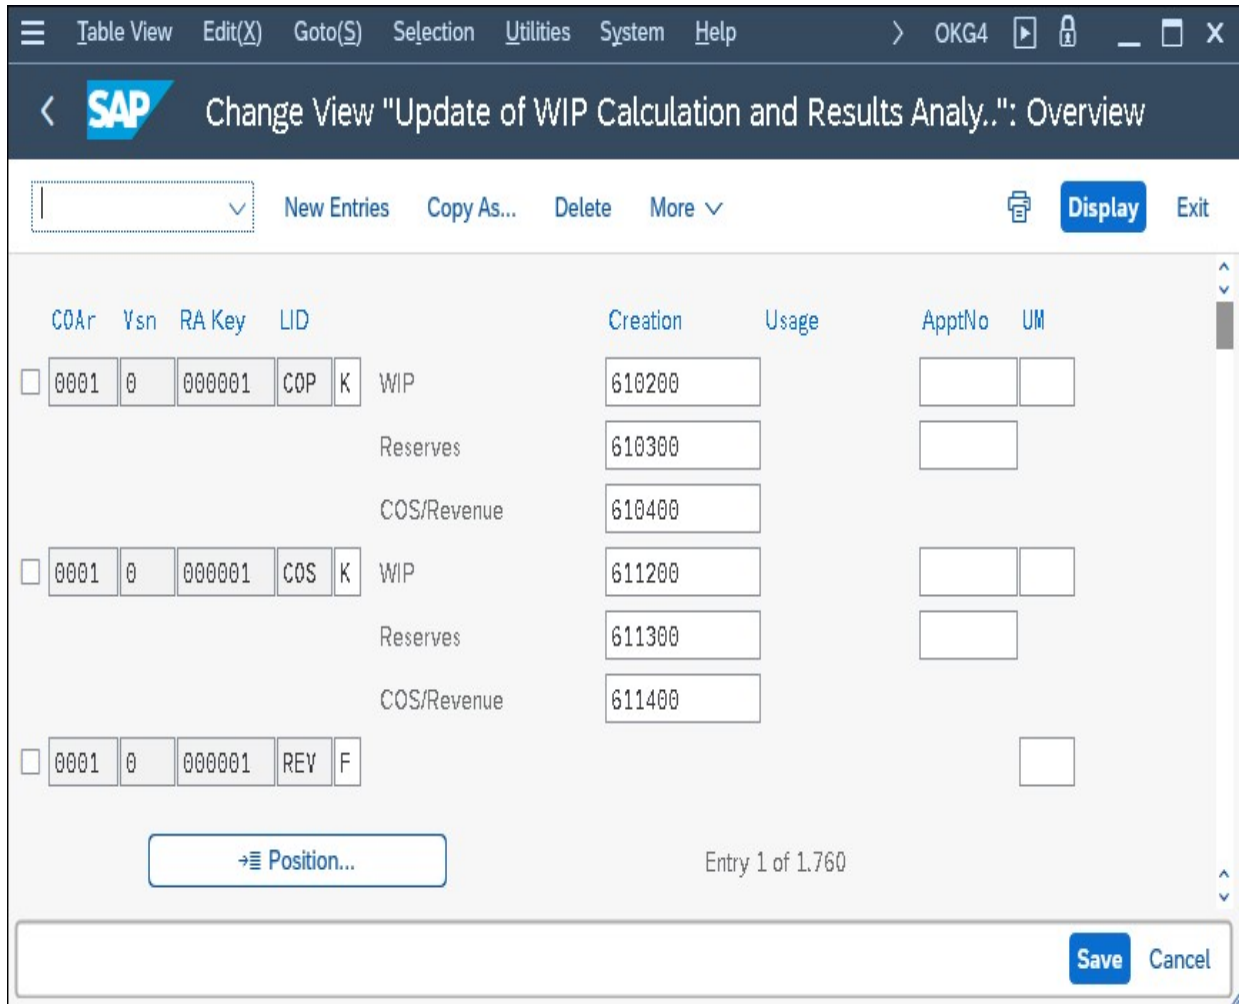 Table View Edit(X) Goto(S) Selection Utilities System Help OKG4
SAP Change View "Update of WIP Calculation and Results Analy..": Overview
New Entries Copy As... Delete More Display Exit
COAr Vsn RA Key LID Creation Usage ApptNo UM
0001 0 000001 COP K WIP 610200
Reserves 610300
COS/Revenue 610400
0001 0 000001 COS K WIP 611200
Reserves 611300
COS/Revenue 611400
0001 0 000001 REV F
Position... Entry 1 of 1.760
Save Cancel